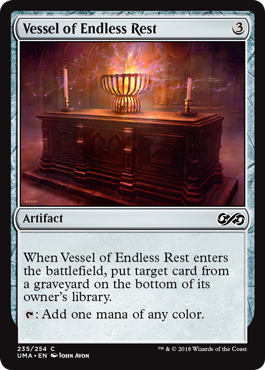 Vessel of Endless Rest 3
Artifact
When Vessel of Endless Rest enters
the battlefield, put target card from
a graveyard on the bottom of its
owner's library.
: Add one mana of any color.
235/254 C
UMA • EN JOHN AVON
™ & © 2018 Wizards of the Coast